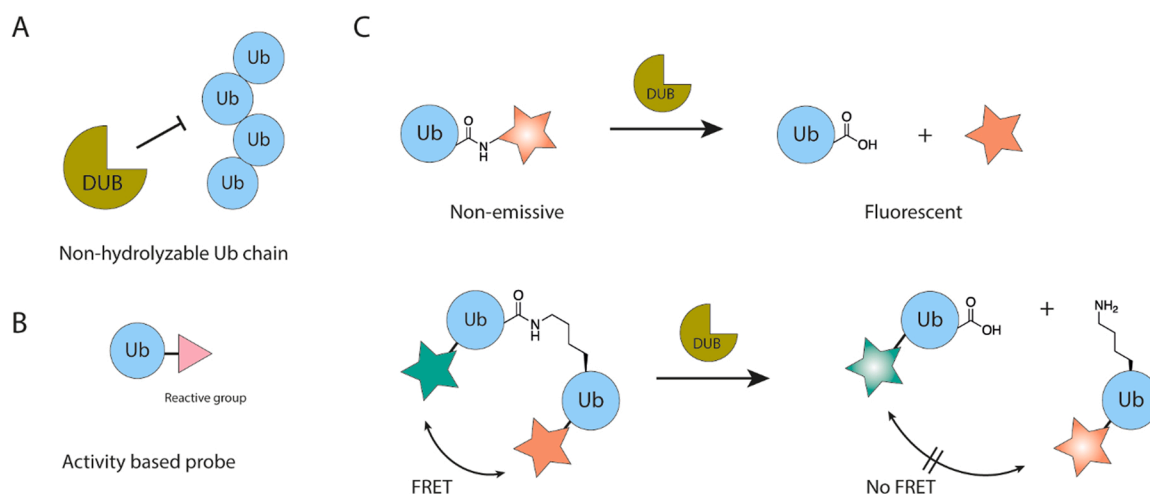 A
Ub
Ub
Ub
Ub
DUB
Non-hydrolyzable Ub chain
B
Ub
Reactive group
Activity based probe
C
Ub
O
N
H
DUB
Ub
O
OH
+
Non-emissive
Fluorescent
Ub
O
N
H
Ub
FRET
DUB
Ub
O
OH
+
NH2
Ub
No FRET